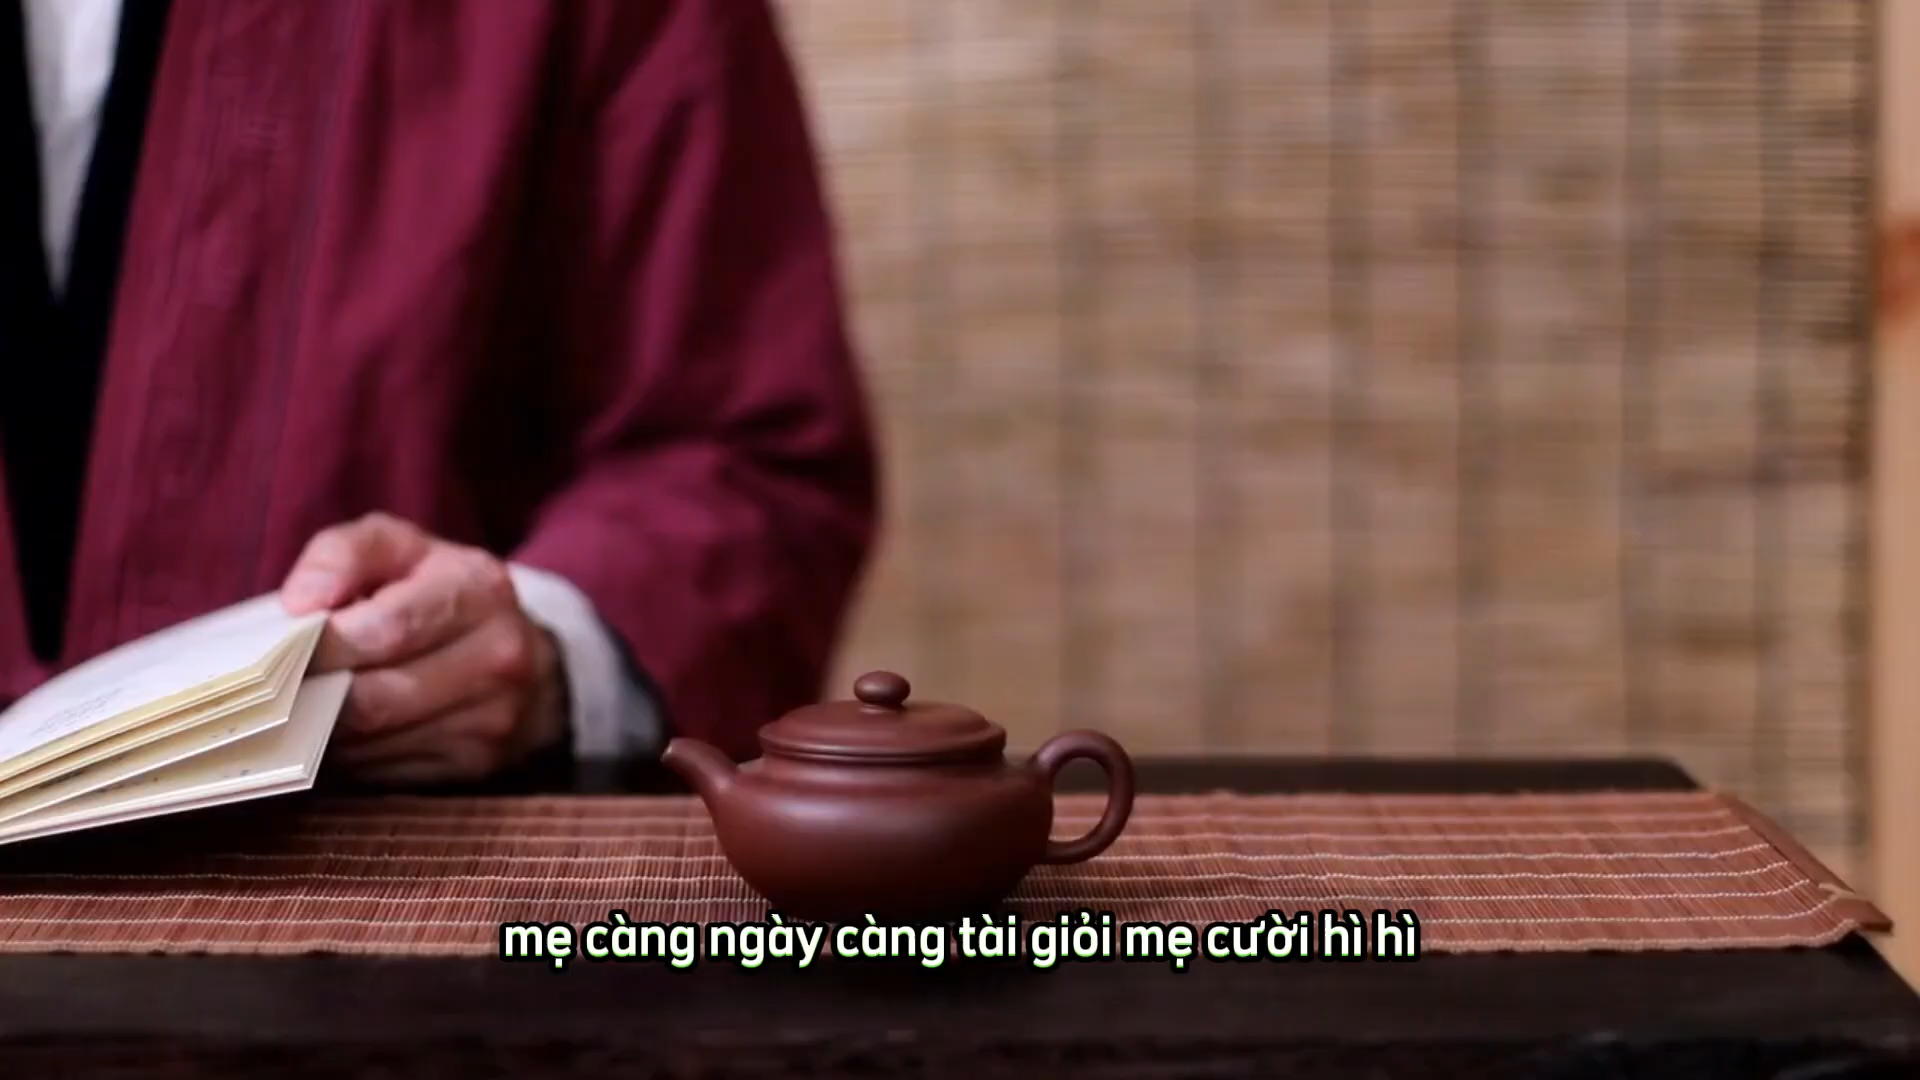 mẹ càng ngày càng tài giỏi mẹ cười hì hì